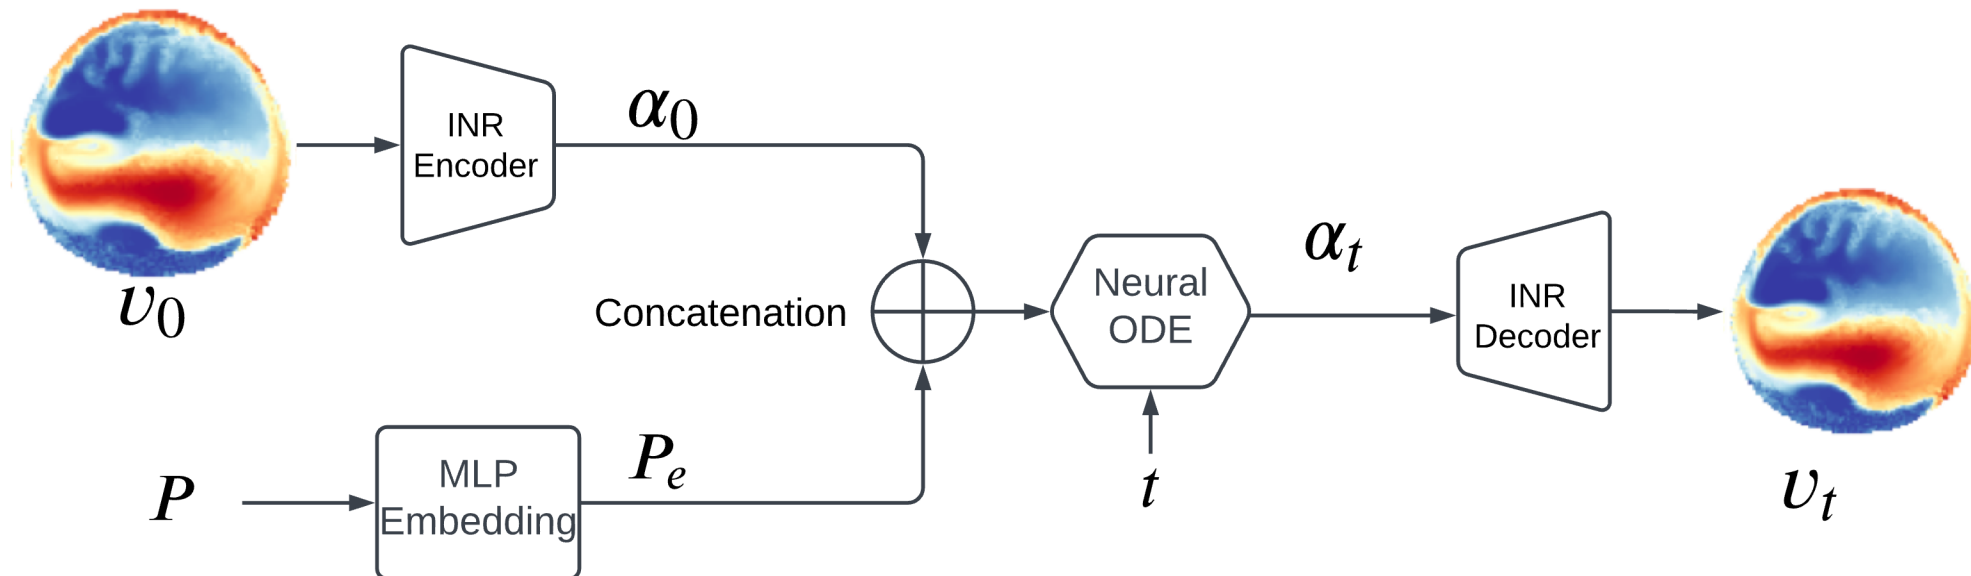 INR
Encoder
α₀
v₀
Concatenation
Neural
ODE
αₜ
INR
Decoder
P
MLP
Embedding
Pₑ
t
vₜ